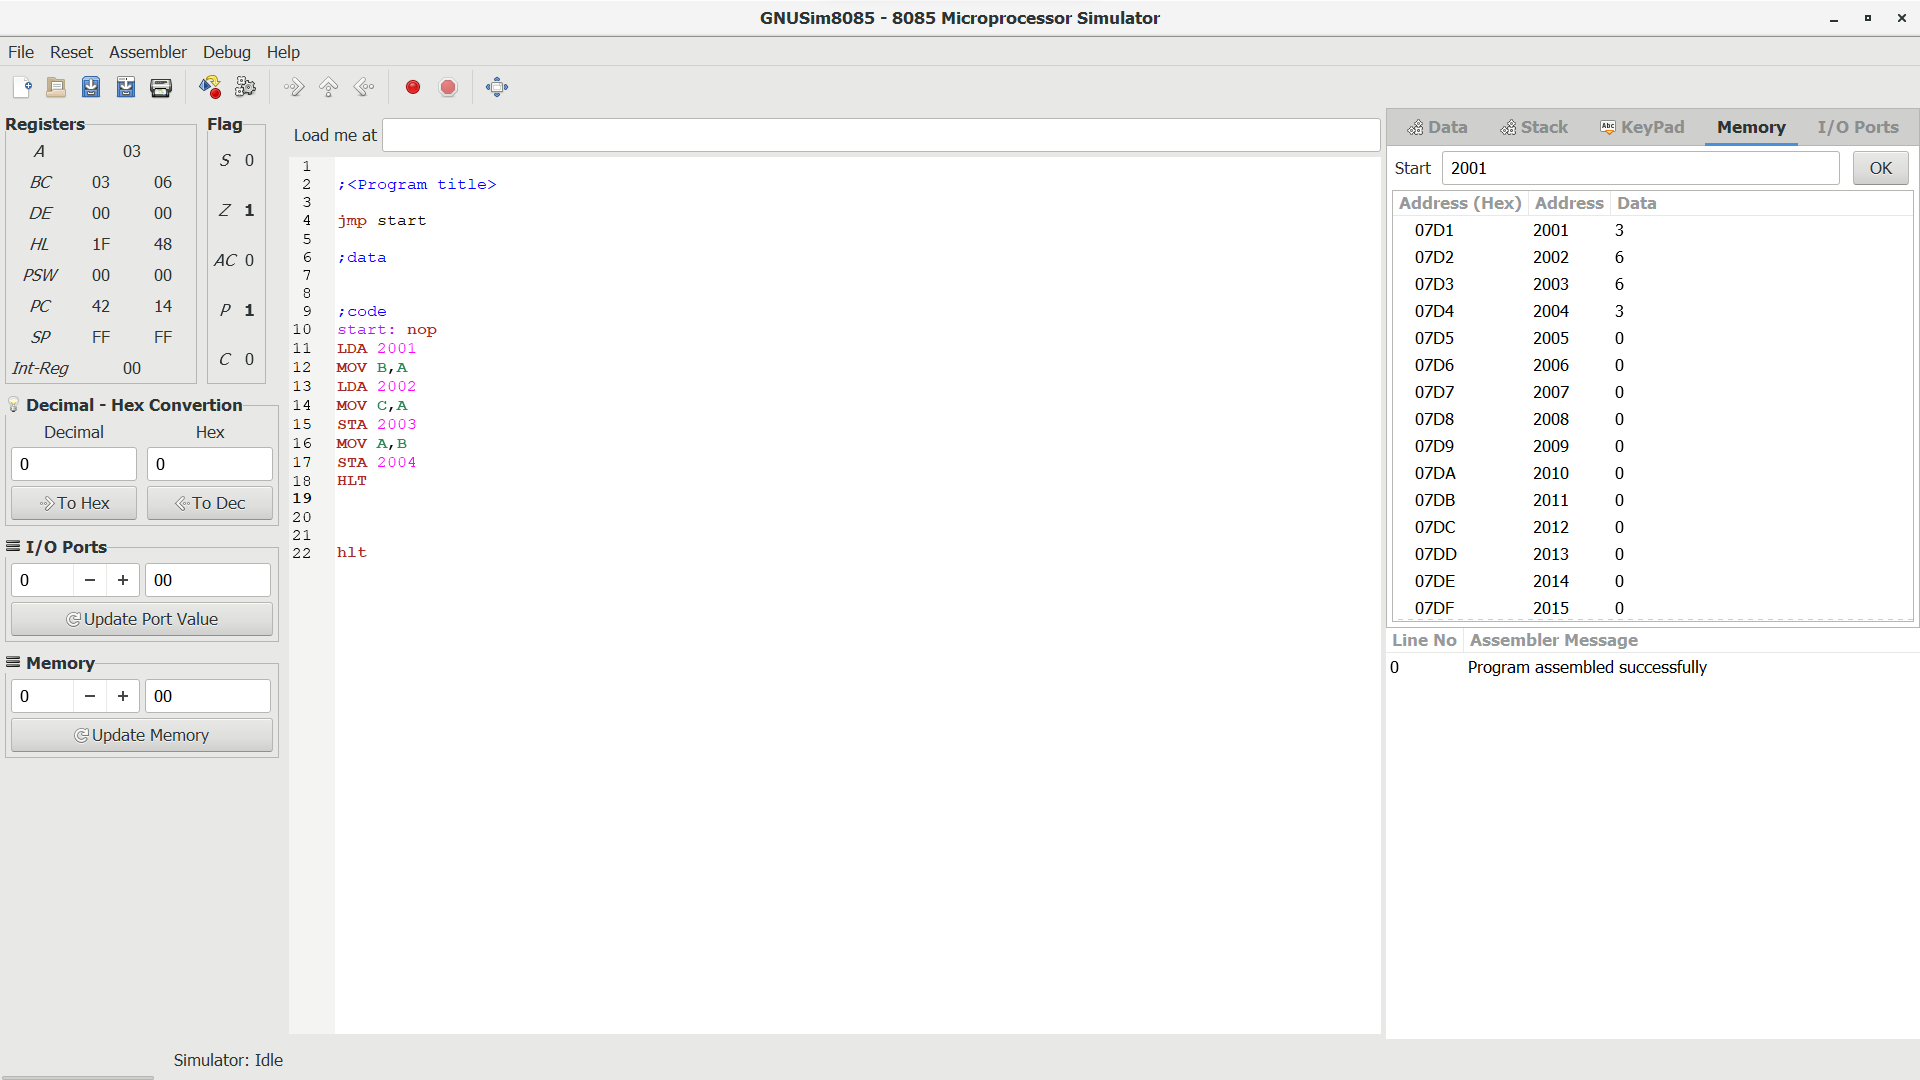 GNUSim8085 - 8085 Microprocessor Simulator
File Reset Assembler Debug Help
Registers
A 03
BC 03 06
DE 00 00
HL 1F 48
PSW 00 00
PC 42 14
SP FF FF
Int-Reg 00
Flag
S 0
Z 1
AC 0
P 1
C 0
Decimal - Hex Convertion
Decimal Hex
0 0
To Hex To Dec
I/O Ports
0 − + 00
Update Port Value
Memory
0 − + 00
Update Memory
Load me at
1
2 ;<Program title>
3
4 jmp start
5
6 ;data
7
8
9 ;code
10 start: nop
11 LDA 2001
12 MOV B,A
13 LDA 2002
14 MOV C,A
15 STA 2003
16 MOV A,B
17 STA 2004
18 HLT
19
20
21
22 hlt
Data Stack Abc KeyPad Memory I/O Ports
Start 2001 OK
Address (Hex) Address Data
07D1 2001 3
07D2 2002 6
07D3 2003 6
07D4 2004 3
07D5 2005 0
07D6 2006 0
07D7 2007 0
07D8 2008 0
07D9 2009 0
07DA 2010 0
07DB 2011 0
07DC 2012 0
07DD 2013 0
07DE 2014 0
07DF 2015 0
Line No Assembler Message
0 Program assembled successfully
Simulator: Idle